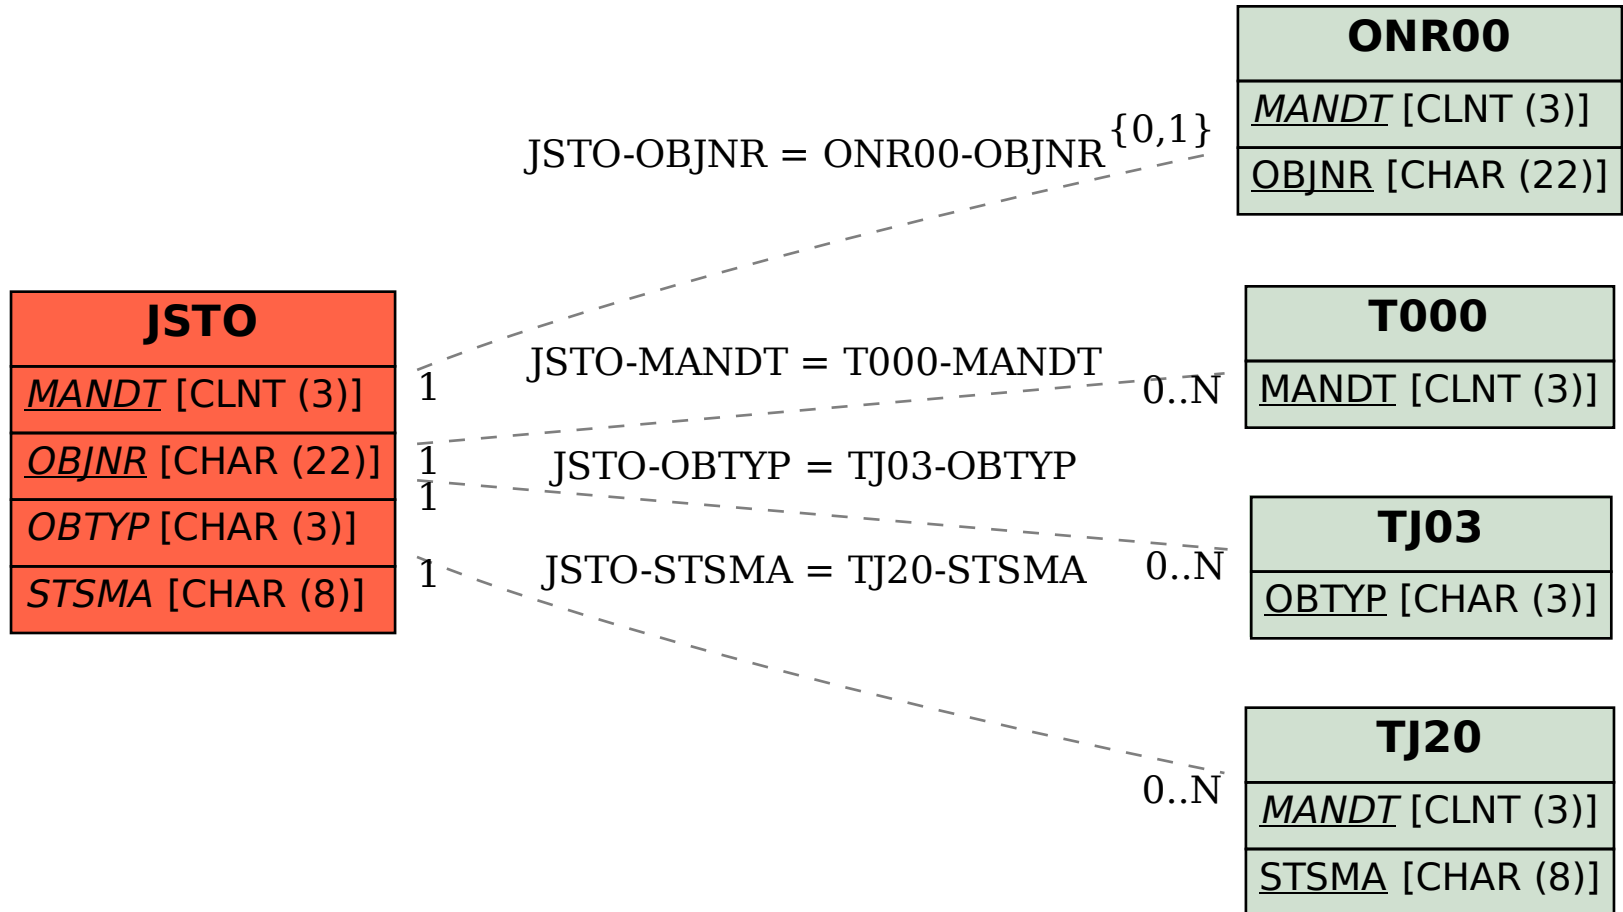 JSTO
MANDT [CLNT (3)]
OBJNR [CHAR (22)]
OBTYP [CHAR (3)]
STSMA [CHAR (8)]
JSTO-OBJNR = ONR00-OBJNR
{0,1}
1
JSTO-MANDT = T000-MANDT
0..N
1
JSTO-OBTYP = TJ03-OBTYP
0..N
1
JSTO-STSMA = TJ20-STSMA
0..N
1
ONR00
MANDT [CLNT (3)]
OBJNR [CHAR (22)]
T000
MANDT [CLNT (3)]
TJ03
OBTYP [CHAR (3)]
TJ20
MANDT [CLNT (3)]
STSMA [CHAR (8)]